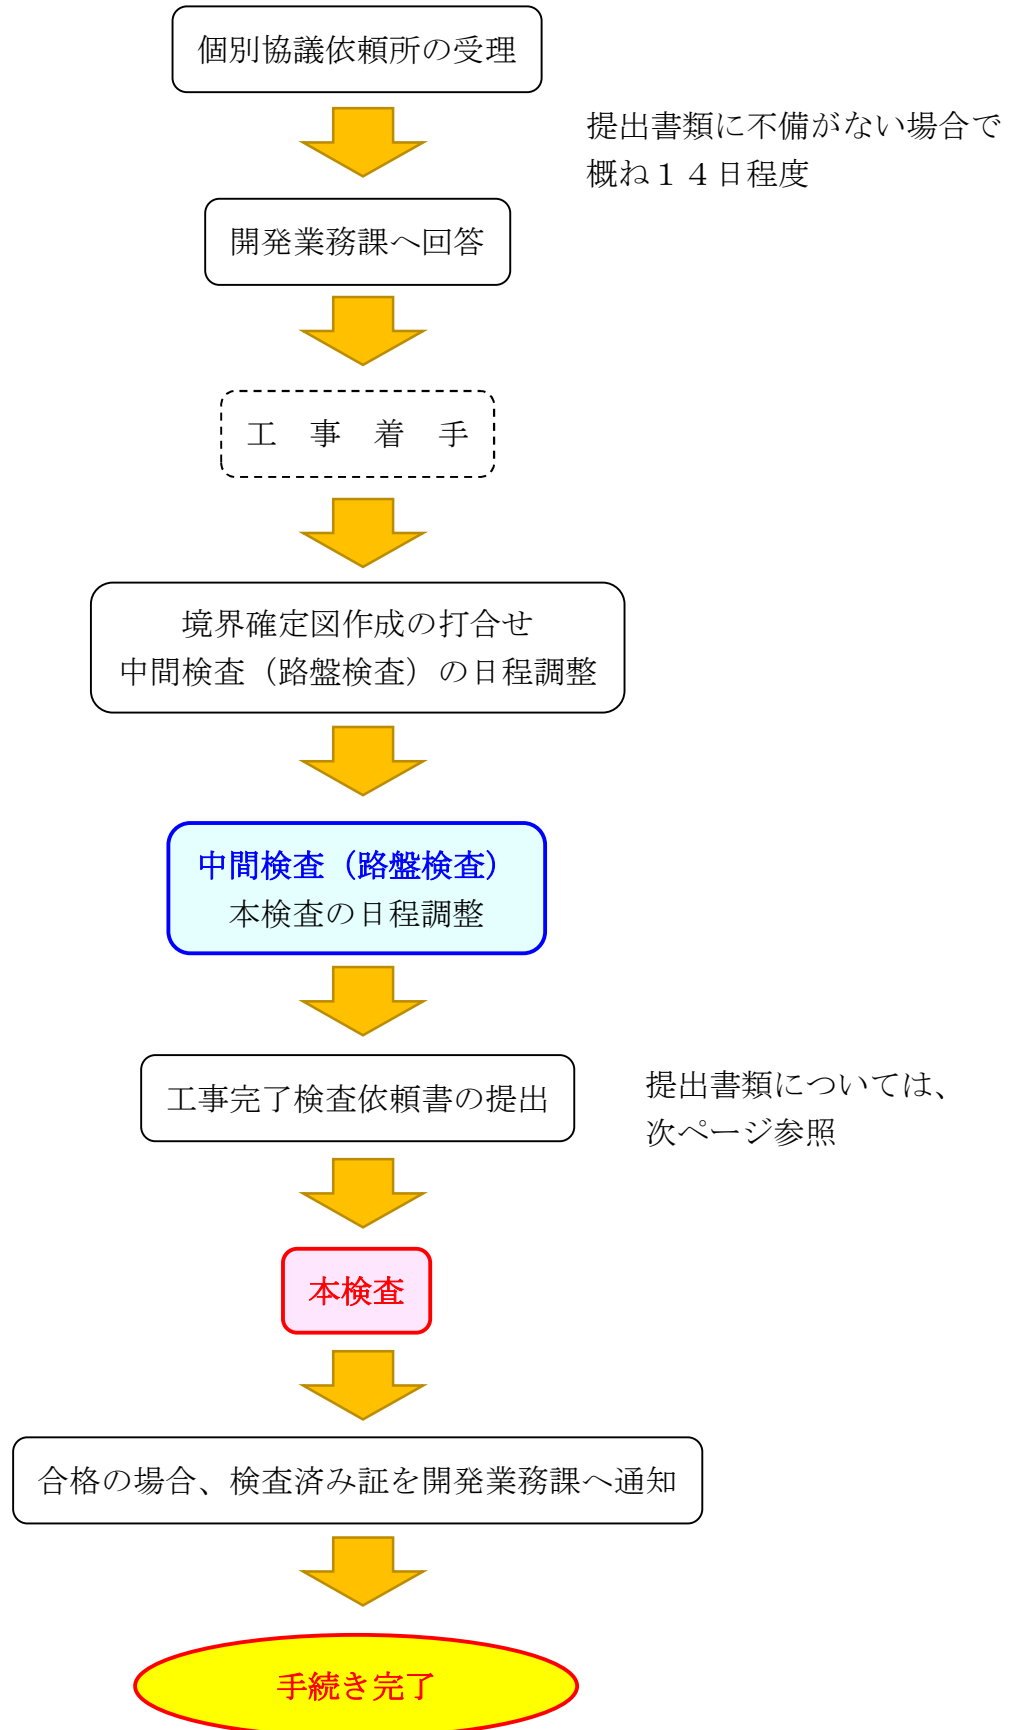 個別協議依頼所の受理
提出書類に不備がない場合で
概ね１４日程度
開発業務課へ回答
工　事　着　手
境界確定図作成の打合せ
中間検査（路盤検査）の日程調整
中間検査（路盤検査）
本検査の日程調整
工事完了検査依頼書の提出
提出書類については、
次ページ参照
本検査
合格の場合、検査済み証を開発業務課へ通知
手続き完了